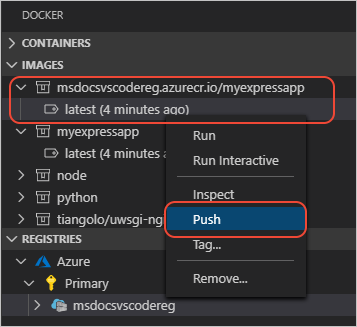 DOCKER
CONTAINERS
IMAGES
msdocsvscodereg.azurecr.io/myexpressapp
latest (4 minutes ago)
myexpressapp
latest (4 minutes a
node
python
tiangolo/uwsgi-ng
Run
Run Interactive
Inspect
Push
Tag...
Remove...
REGISTRIES
Azure
Primary
msdocsvscodereg